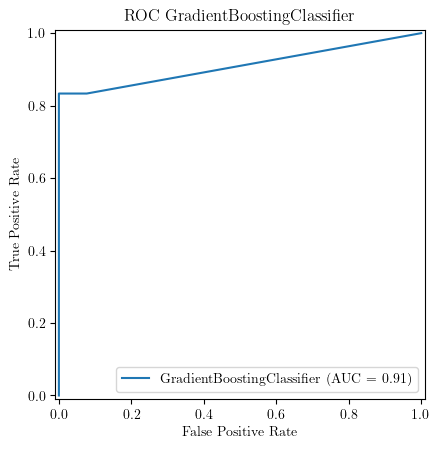 ROC GradientBoostingClassifier
1.0
0.8
0.6
0.4
0.2
0.0
True Positive Rate
GradientBoostingClassifier (AUC = 0.91)
0.0 0.2 0.4 0.6 0.8 1.0
False Positive Rate